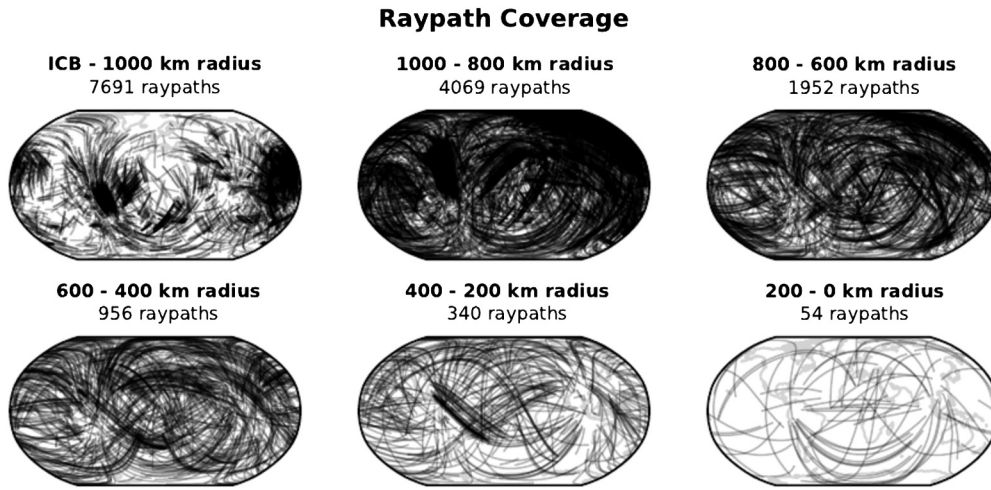 Raypath Coverage
ICB - 1000 km radius
7691 raypaths
1000 - 800 km radius
4069 raypaths
800 - 600 km radius
1952 raypaths
600 - 400 km radius
956 raypaths
400 - 200 km radius
340 raypaths
200 - 0 km radius
54 raypaths